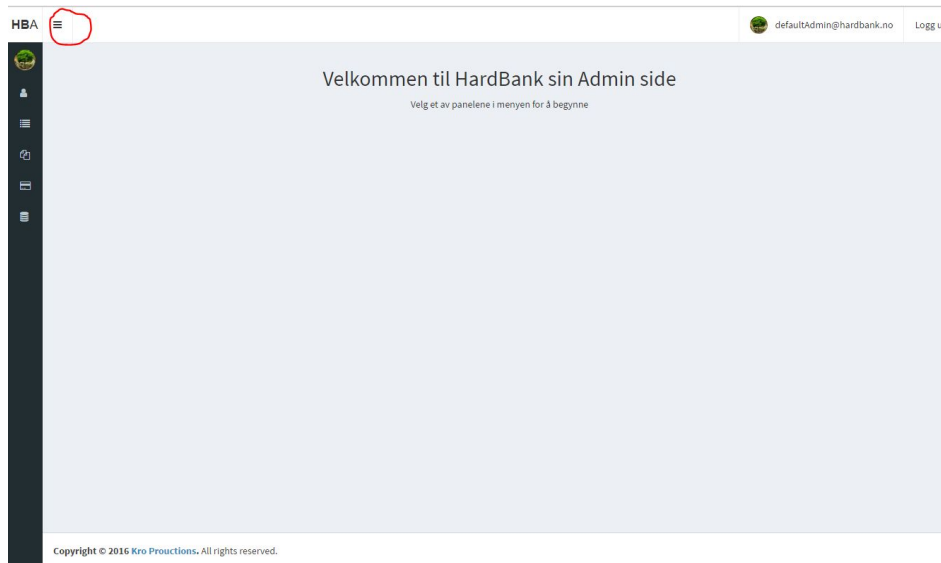 HBA
defaultAdmin@hardbank.no
Logg u
Velkommen til HardBank sin Admin side
Velg et av panelene i menyen for å begynne
Copyright © 2016 Kro Prouctions. All rights reserved.